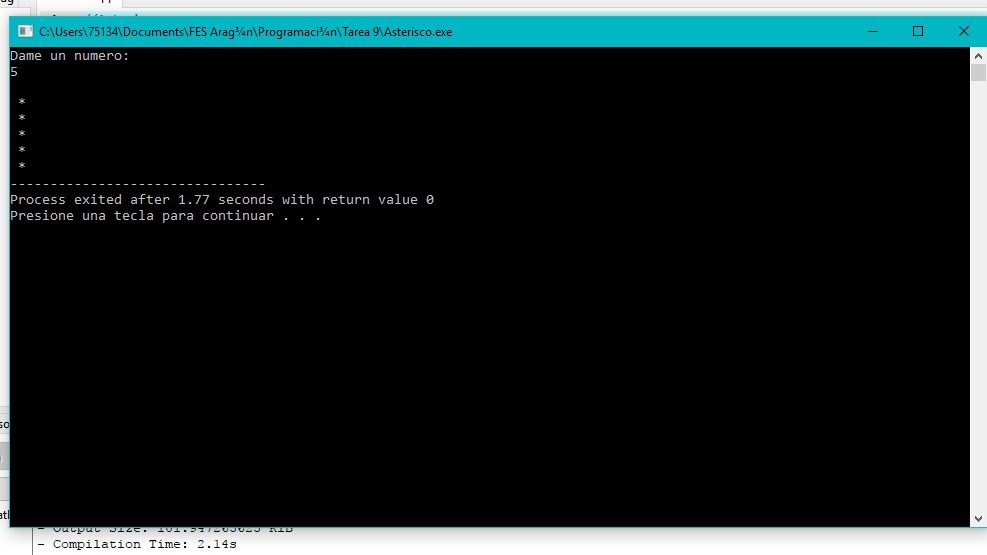 C:\Users\75134\Documents\FES Arag¾n\Programaci¾n\Tarea 9\Asterisco.exe
Dame un numero:
5
*
*
*
*
*
--------------------------------
Process exited after 1.77 seconds with return value 0
Presione una tecla para continuar . . .
- Output Size: 101.947265625 KiB
- Compilation Time: 2.14s